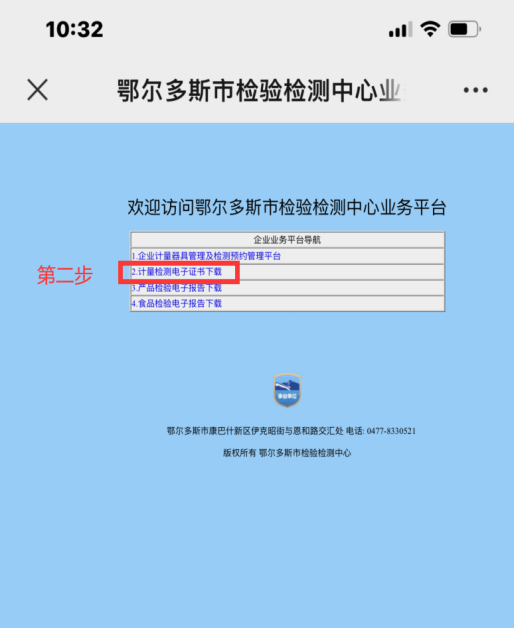 10:32
鄂尔多斯市检验检测中心业
欢迎访问鄂尔多斯市检验检测中心业务平台
企业业务平台导航
1.企业计量器具管理及检测预约管理平台
第二步
2.计量检测电子证书下载
3.产品检验电子报告下载
4.食品检验电子报告下载
事业单位
鄂尔多斯市康巴什新区伊克昭街与恩和路交汇处 电话: 0477-8330521
版权所有 鄂尔多斯市检验检测中心